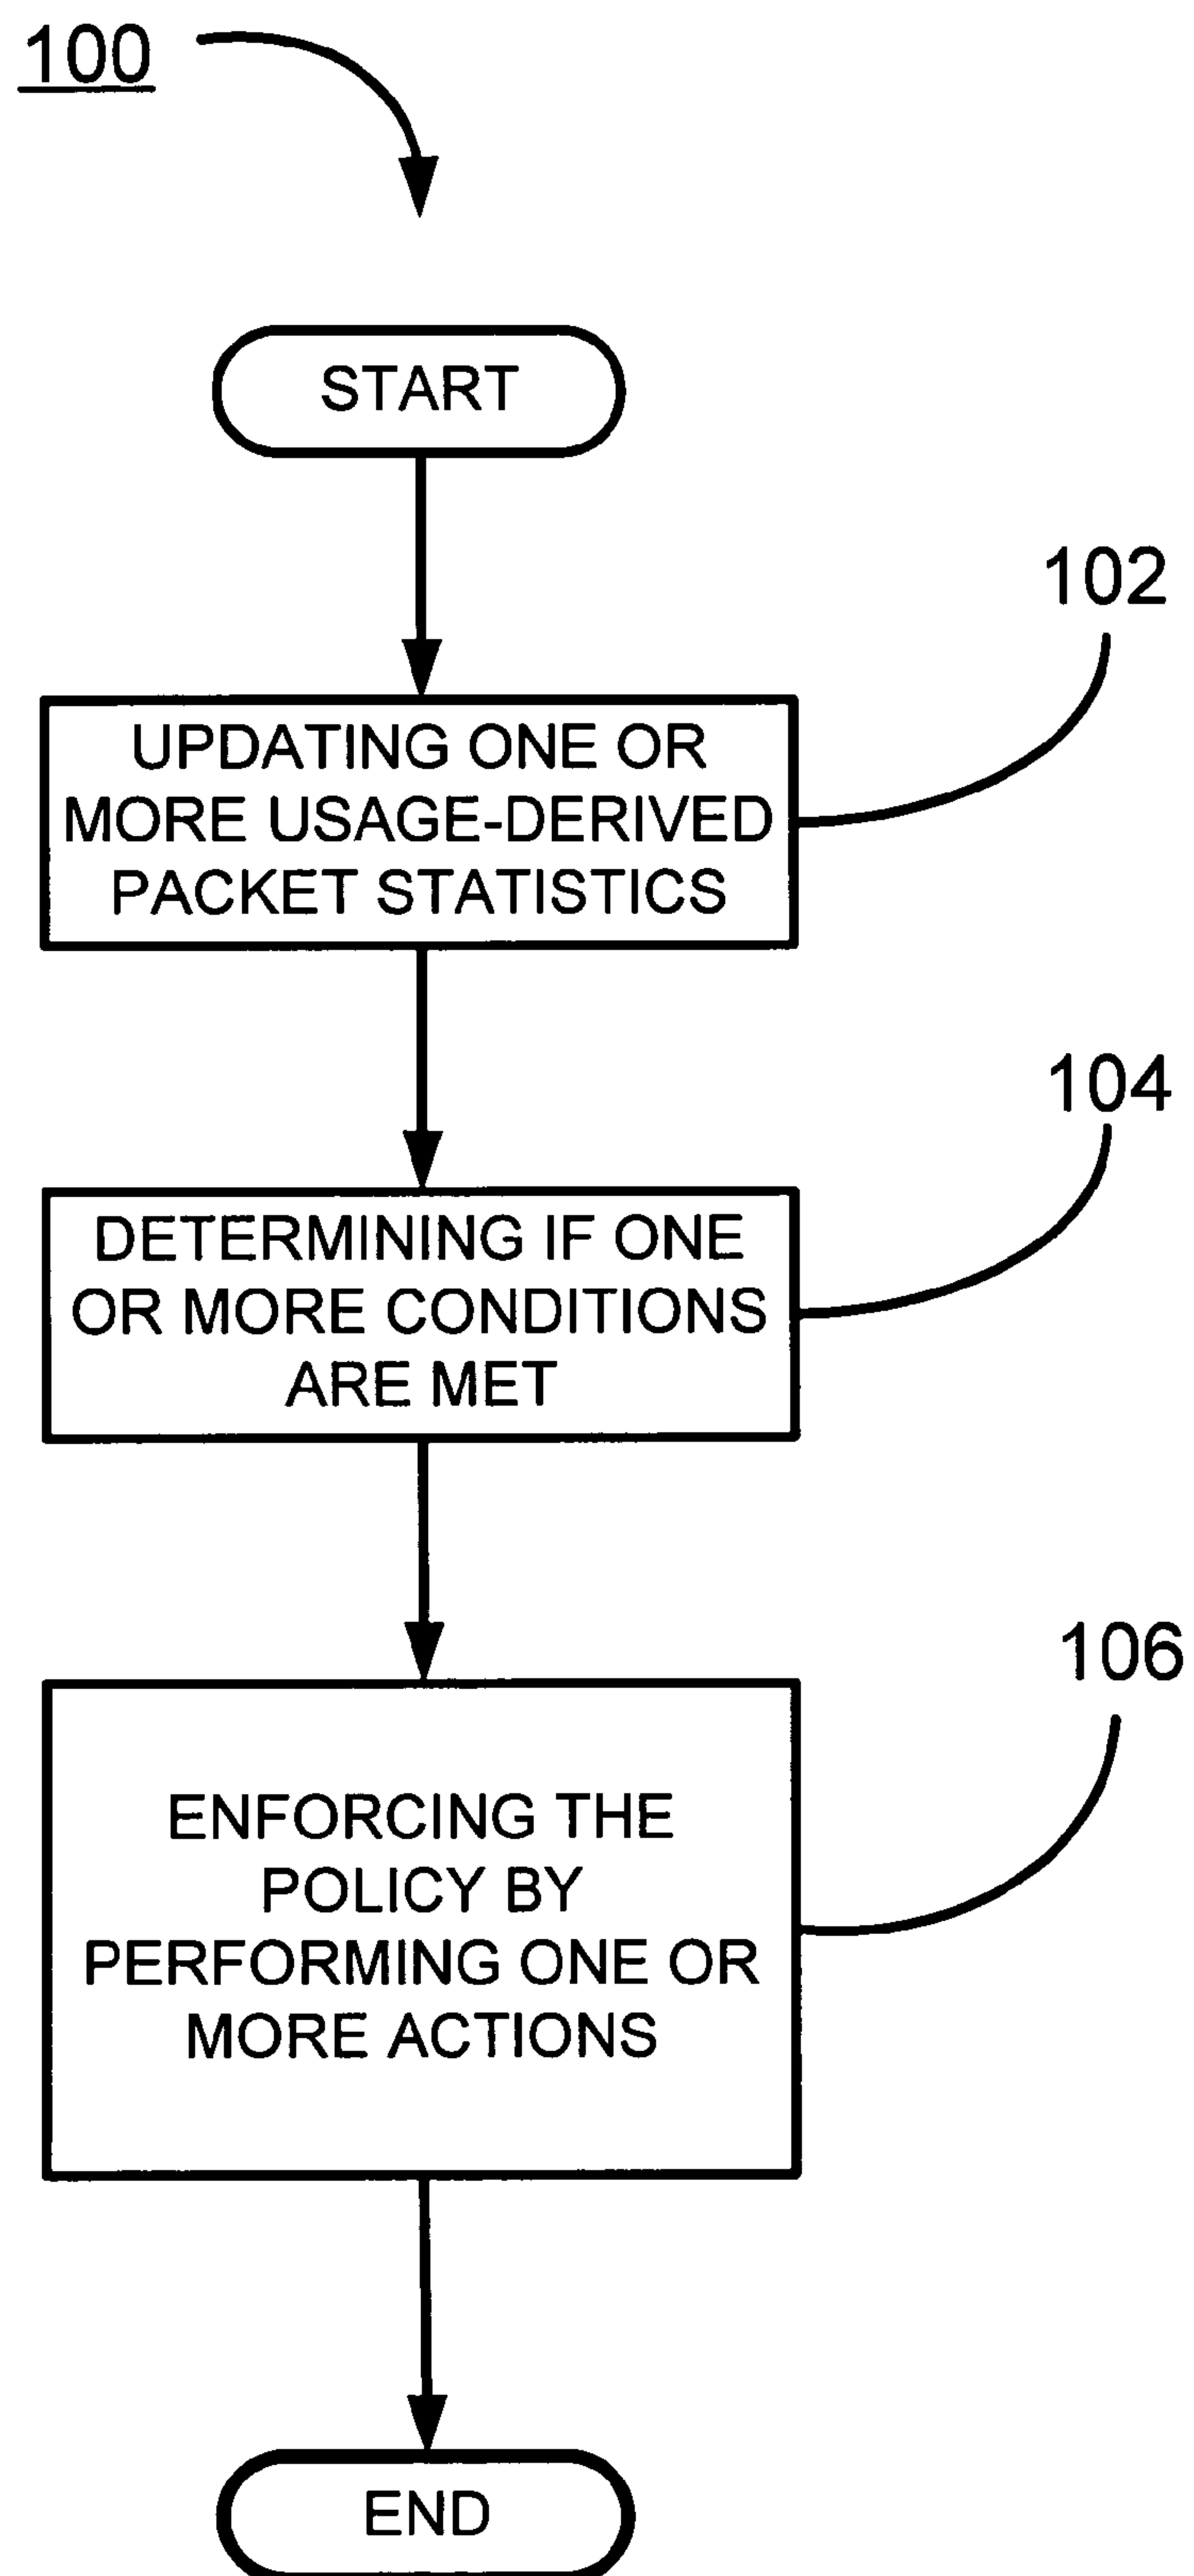 100
START
102
UPDATING ONE OR
MORE USAGE-DERIVED
PACKET STATISTICS
104
DETERMINING IF ONE
OR MORE CONDITIONS
ARE MET
106
ENFORCING THE
POLICY BY
PERFORMING ONE OR
MORE ACTIONS
END